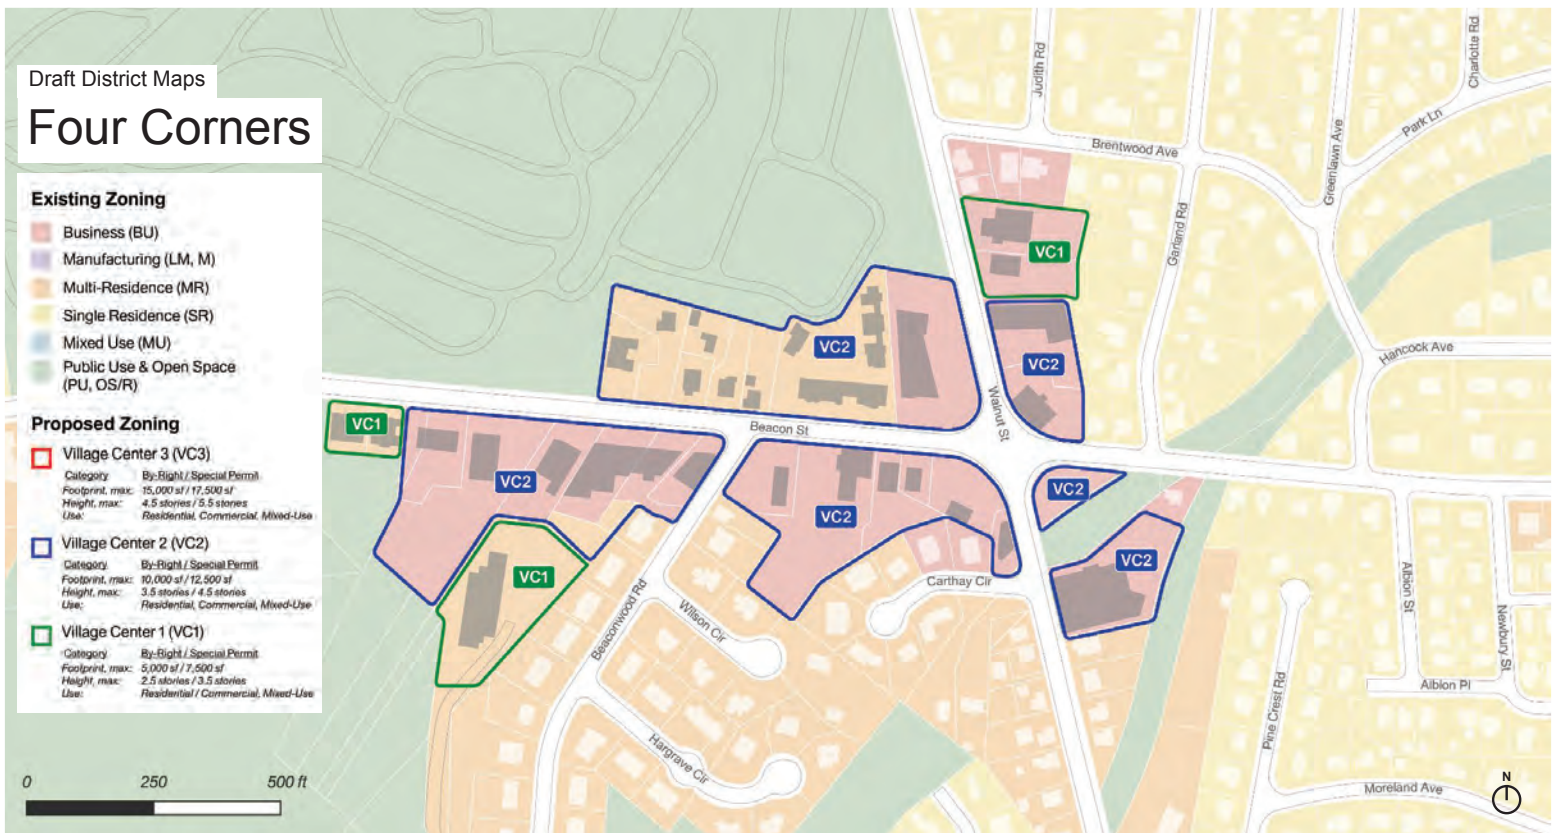 Draft District Maps
Four Corners
Existing Zoning
Business (BU)
Manufacturing (LM, M)
Multi-Residence (MR)
Single Residence (SR)
Mixed Use (MU)
Public Use & Open Space
(PU, OS/R)
Proposed Zoning
Village Center 3 (VC3)
Category By-Right / Special Permit
Footprint, max: 15,000 sf / 17,500 sf
Height, max: 4.5 stories / 5.5 stories
Use: Residential, Commercial, Mixed-Use
Village Center 2 (VC2)
Category By-Right / Special Permit
Footprint, max: 10,000 sf / 12,500 sf
Height, max: 3.5 stories / 4.5 stories
Use: Residential, Commercial, Mixed-Use
Village Center 1 (VC1)
Category By-Right / Special Permit
Footprint, max: 5,000 sf / 7,500 sf
Height, max: 2.5 stories / 3.5 stories
Use: Residential / Commercial, Mixed-Use
0 250 500 ft
Judith Rd
Charlotte Rd
Park Ln
Brentwood Ave
Greenlawn Ave
Garland Rd
VC1
VC2
VC2
Hancock Ave
Walnut St
VC1
Beacon St
VC2
VC2
VC2
VC2
VC1
Carthay Cir
Beaconwood Rd
Wilson Cir
Albion St
Newbury St
Albion Pl
Pine Crest Rd
Hargrave Cir
Moreland Ave
N